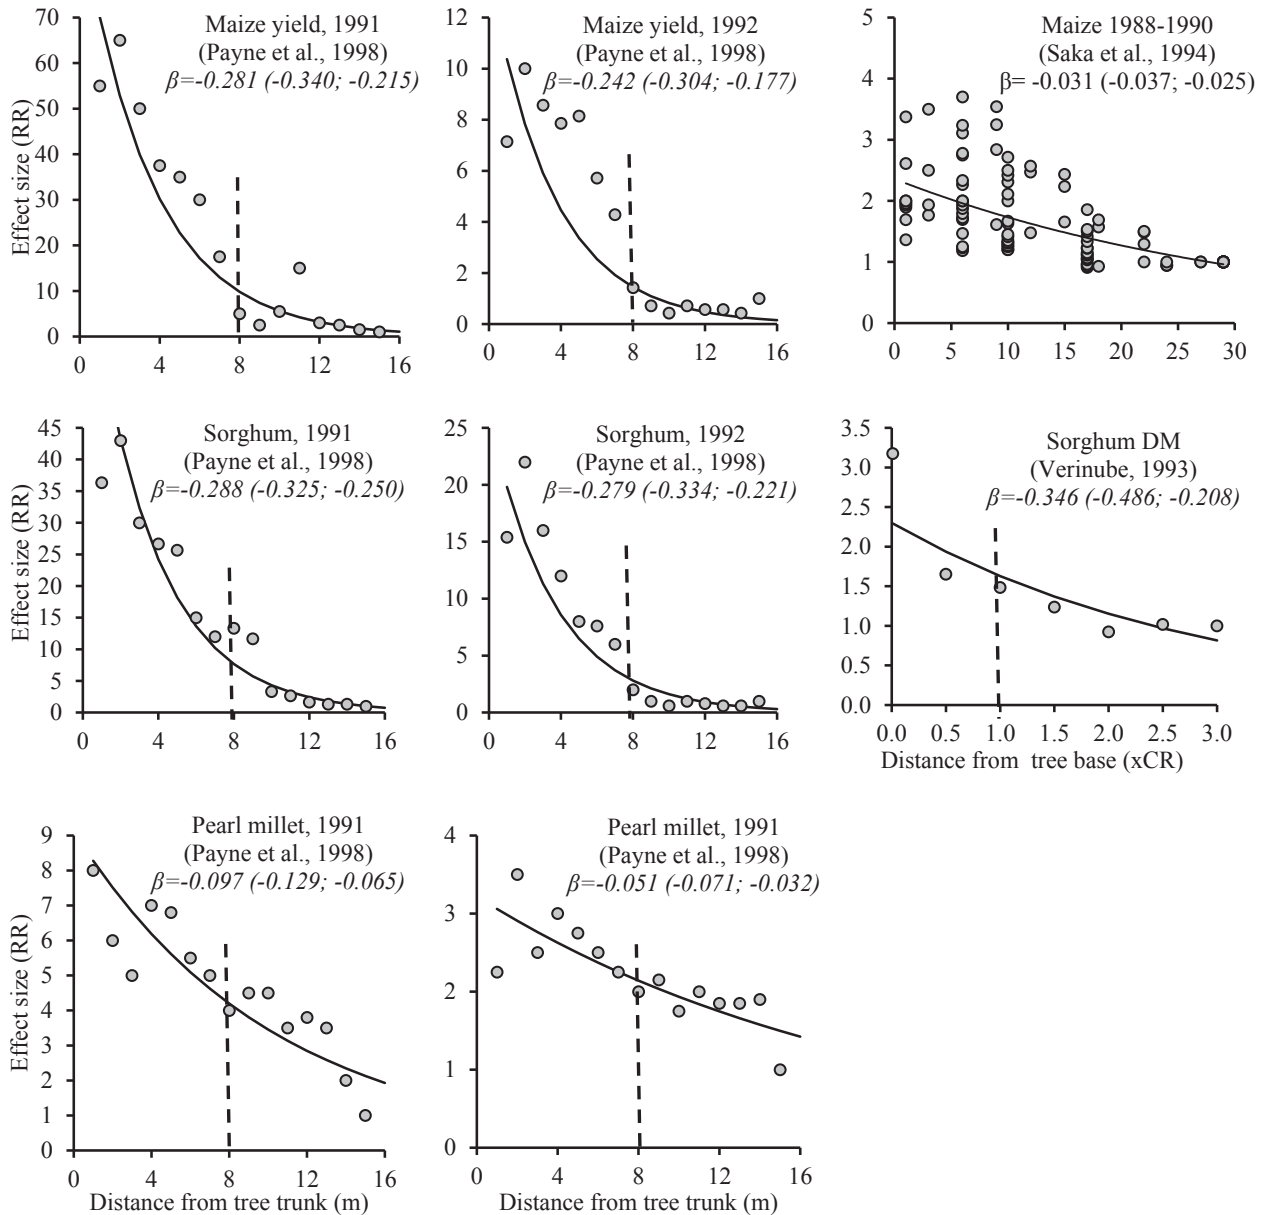 Maize yield, 1991
(Payne et al., 1998)
β=-0.281 (-0.340; -0.215)
Effect size (RR)
70
60
50
40
30
20
10
0
0 4 8 12 16
Maize yield, 1992
(Payne et al., 1998)
β=-0.242 (-0.304; -0.177)
12
10
8
6
4
2
0
0 4 8 12 16
Maize 1988-1990
(Saka et al., 1994)
β= -0.031 (-0.037; -0.025)
5
4
3
2
1
0
0 5 10 15 20 25 30
Sorghum, 1991
(Payne et al., 1998)
β=-0.288 (-0.325; -0.250)
Effect size (RR)
45
40
35
30
25
20
15
10
5
0
0 4 8 12 16
Sorghum, 1992
(Payne et al., 1998)
β=-0.279 (-0.334; -0.221)
25
20
15
10
5
0
0 4 8 12 16
Sorghum DM
(Verinube, 1993)
β=-0.346 (-0.486; -0.208)
3.5
3.0
2.5
2.0
1.5
1.0
0.5
0.0
0.0 0.5 1.0 1.5 2.0 2.5 3.0
Distance from tree base (xCR)
Pearl millet, 1991
(Payne et al., 1998)
β=-0.097 (-0.129; -0.065)
Effect size (RR)
9
8
7
6
5
4
3
2
1
0
0 4 8 12 16
Distance from tree trunk (m)
Pearl millet, 1991
(Payne et al., 1998)
β=-0.051 (-0.071; -0.032)
4
3
2
1
0
0 4 8 12 16
Distance from tree trunk (m)